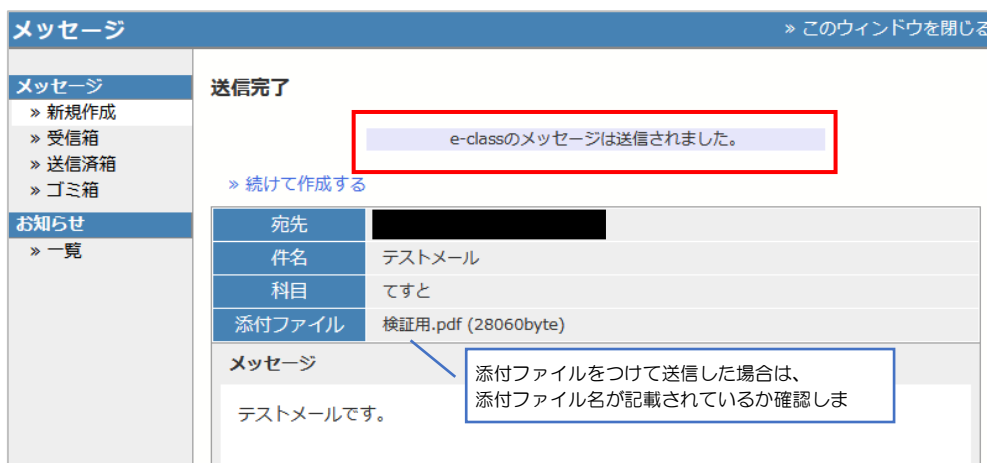 メッセージ
» このウィンドウを閉じる
メッセージ
» 新規作成
» 受信箱
» 送信済箱
» ゴミ箱
お知らせ
» 一覧
送信完了
e-classのメッセージは送信されました。
» 続けて作成する
宛先
件名 テストメール
科目 てすと
添付ファイル 検証用.pdf (28060byte)
メッセージ
テストメールです。
添付ファイルをつけて送信した場合は、
添付ファイル名が記載されているか確認しま